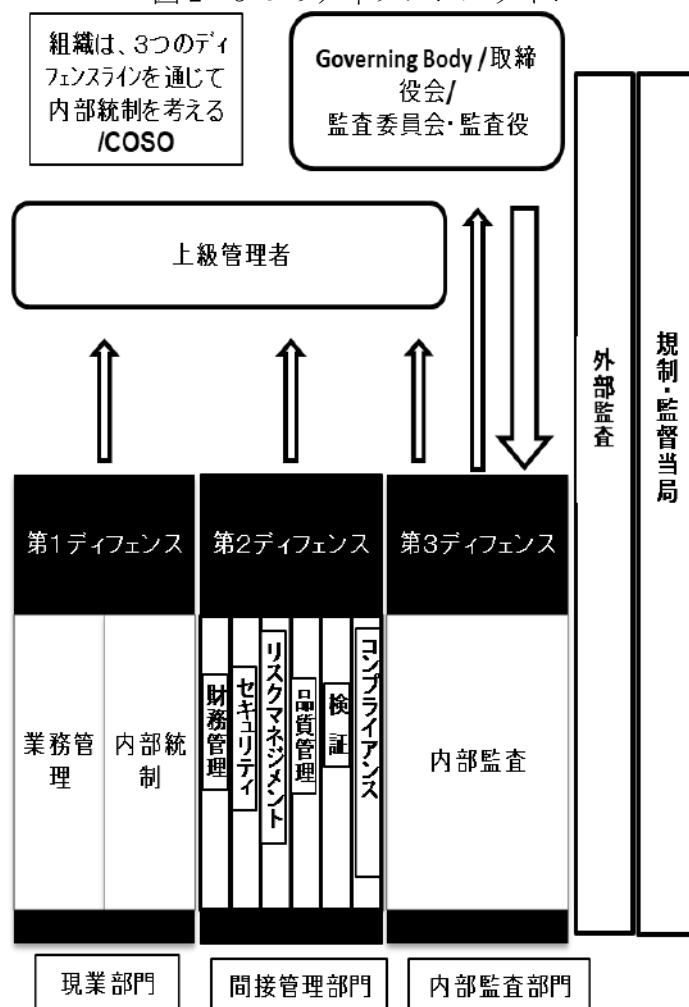 組織は、3つのディ
フェンスラインを通じて
内部統制を考える
/COSO
Governing Body /取締
役会/
監査委員会・監査役
上級管理者
外部監査
規制・監督当局
第1ディフェンス
第2ディフェンス
第3ディフェンス
業務管
理
内部統
制
財務管理
セキュリティ
リスクマネジメント
品質管理
検証
コンプライアンス
内部監査
現業部門
間接管理部門
内部監査部門